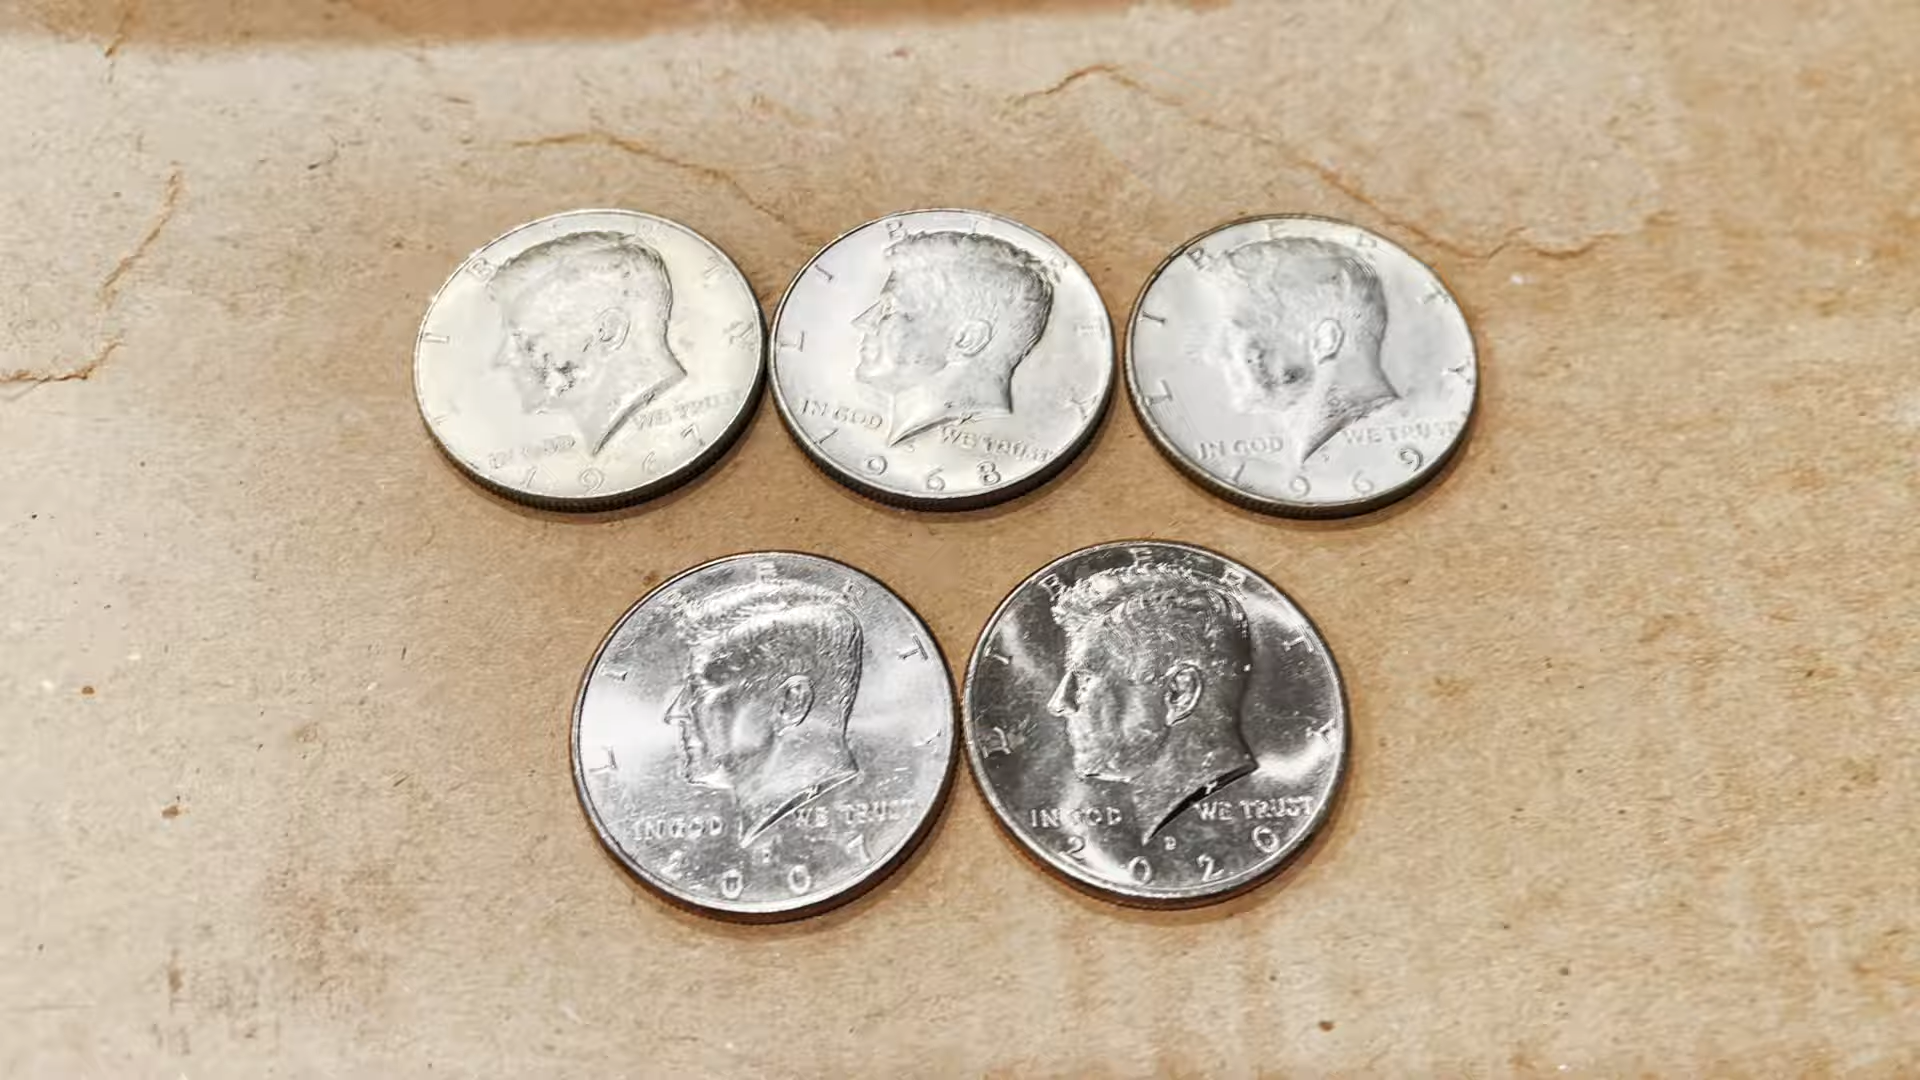 LIBERTY
IN GOD WE TRUST
1967
LIBERTY
IN GOD WE TRUST
1968
LIBERTY
IN GOD WE TRUST
1969
LIBERTY
IN GOD WE TRUST
2007
LIBERTY
IN GOD WE TRUST
D
2020